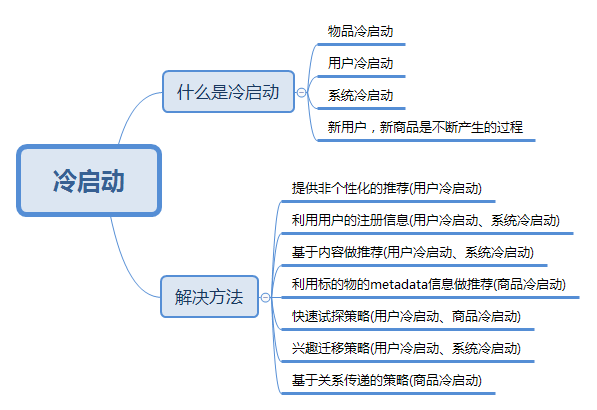 冷启动
什么是冷启动
物品冷启动
用户冷启动
系统冷启动
新用户，新商品是不断产生的过程
解决方法
提供非个性化的推荐(用户冷启动)
利用用户的注册信息(用户冷启动、系统冷启动)
基于内容做推荐(用户冷启动、系统冷启动)
利用标的物的metadata信息做推荐(商品冷启动)
快速试探策略(用户冷启动、商品冷启动)
兴趣迁移策略(用户冷启动、系统冷启动)
基于关系传递的策略(商品冷启动)